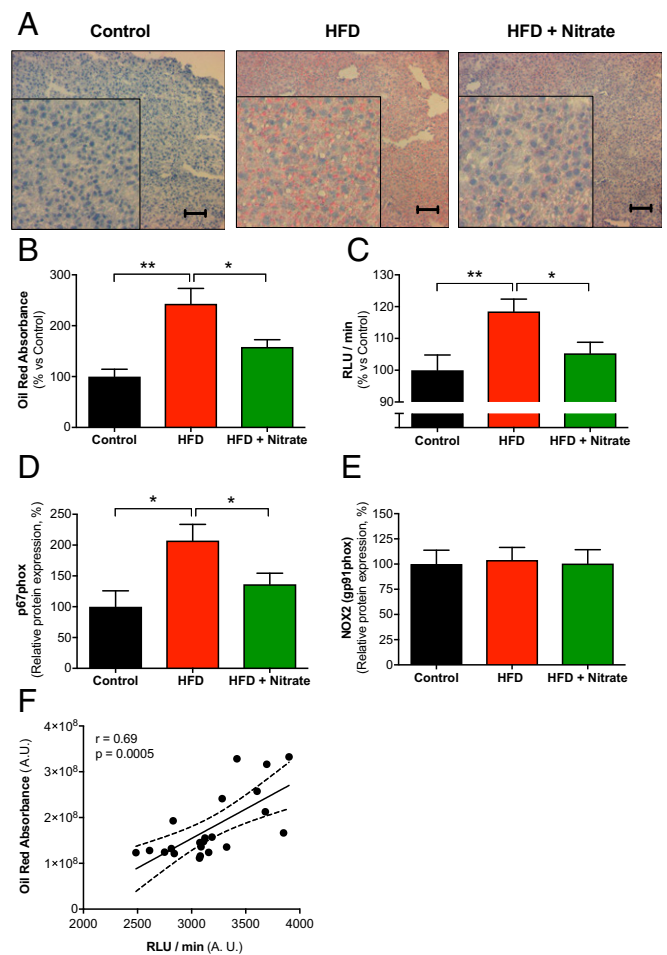 A
Control
HFD
HFD + Nitrate
B
Oil Red Absorbance
(% vs Control)
300
200
100
0
**
*
Control
HFD
HFD + Nitrate
C
RLU / min
(% vs Control)
130
120
110
100
90
**
*
Control
HFD
HFD + Nitrate
D
p67phox
(Relative protein expression, %)
250
200
150
100
50
0
*
*
Control
HFD
HFD + Nitrate
E
NOX2 (gp91phox)
(Relative protein expression, %)
150
125
100
75
50
25
0
Control
HFD
HFD + Nitrate
F
Oil Red Absorbance (A.U.)
4×10⁸
3×10⁸
2×10⁸
1×10⁸
0
r = 0.69
p = 0.0005
2000
2500
3000
3500
4000
RLU / min (A. U.)